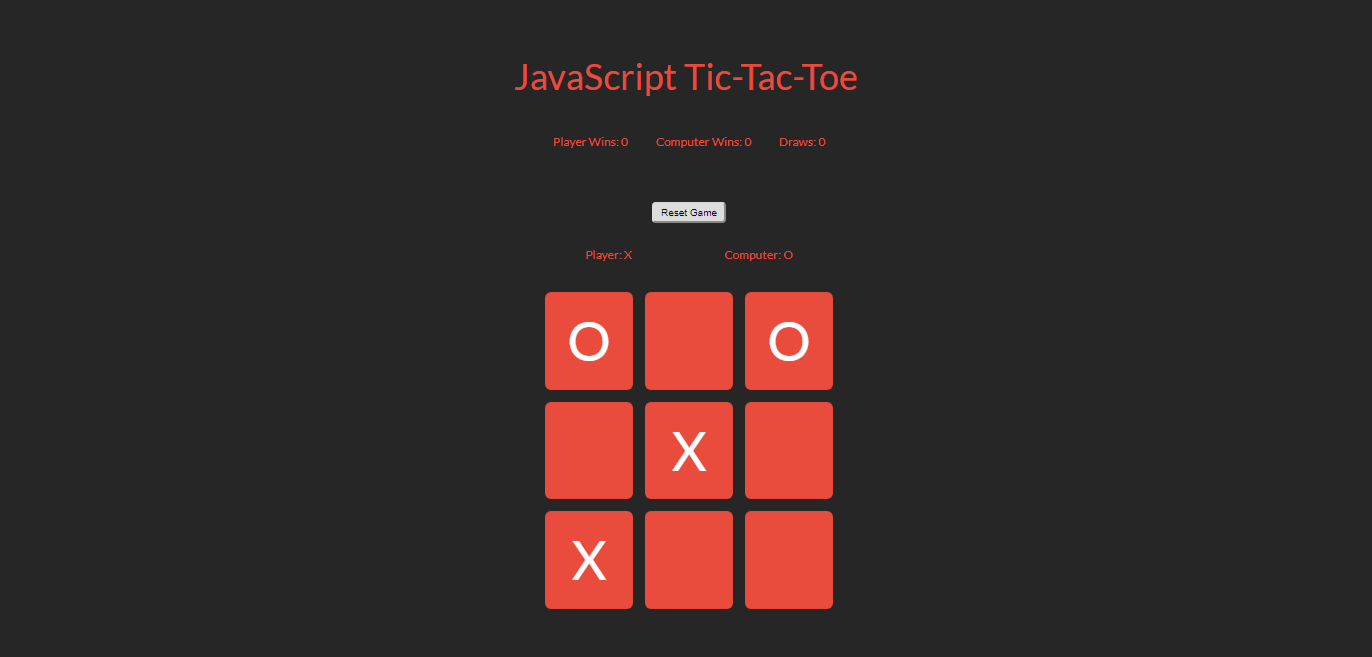 JavaScript Tic-Tac-Toe
Player Wins: 0 Computer Wins: 0 Draws: 0
Reset Game
Player: X Computer: O
O O
X
X